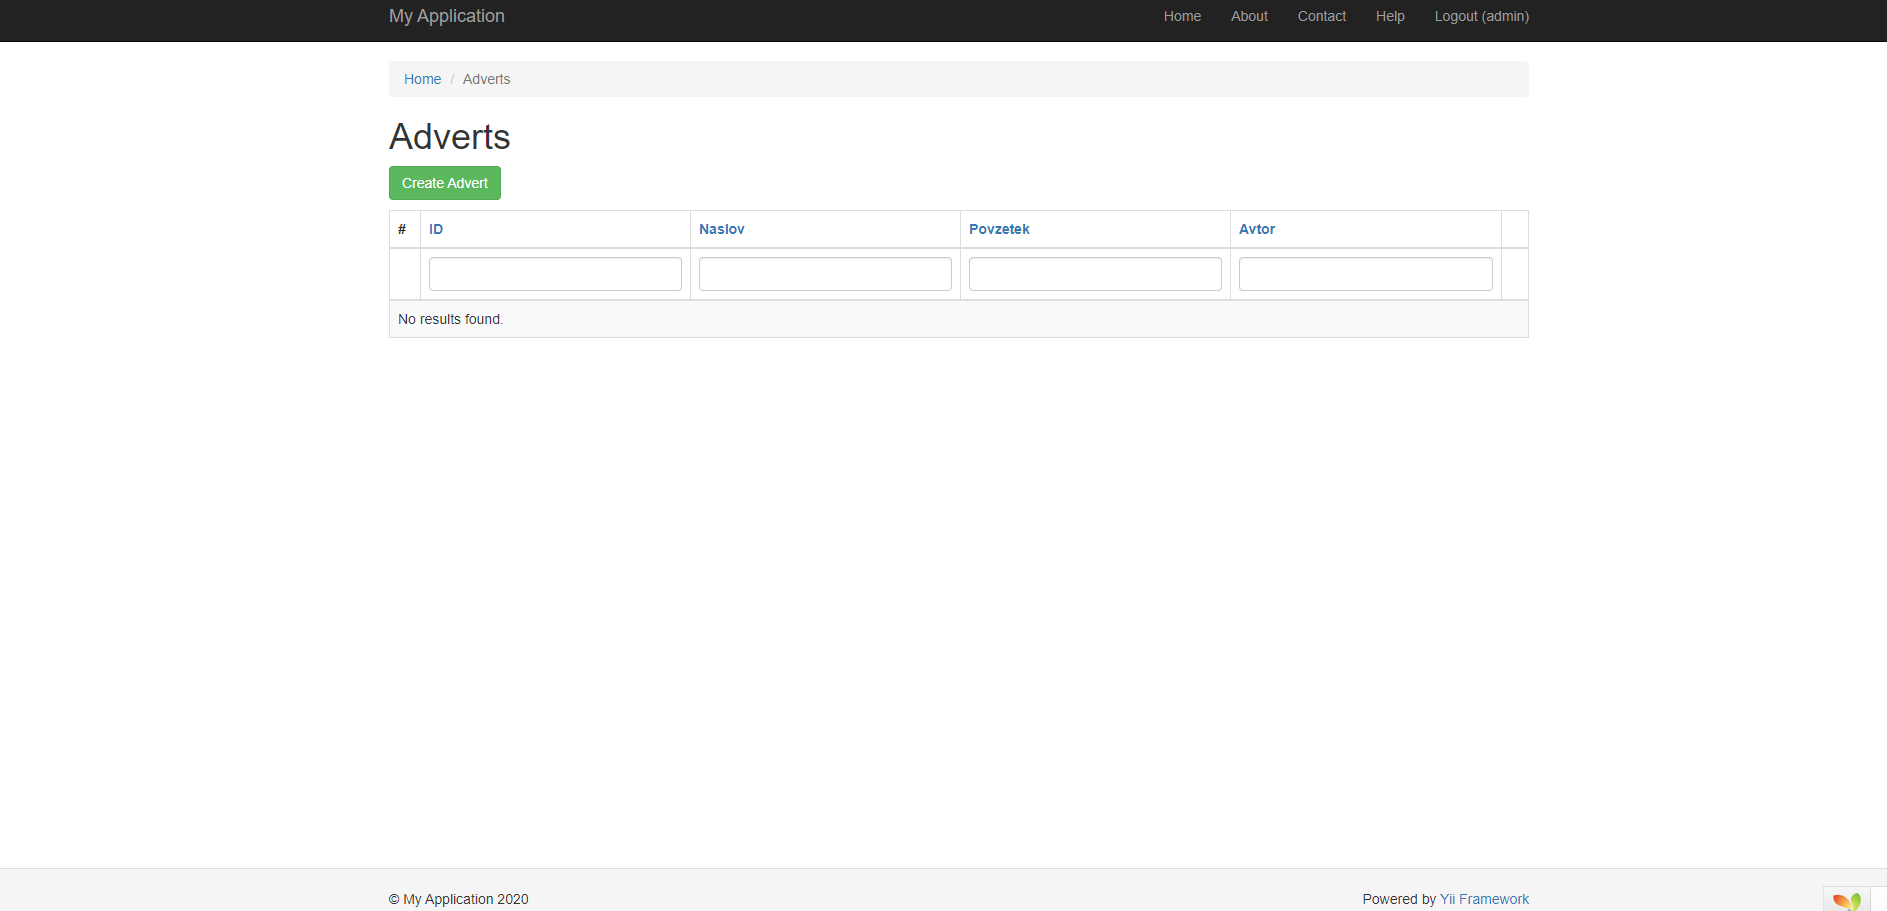 My Application Home About Contact Help Logout (admin)
Home / Adverts
Adverts
Create Advert
# ID Naslov Povzetek Avtor
No results found.
© My Application 2020 Powered by Yii Framework